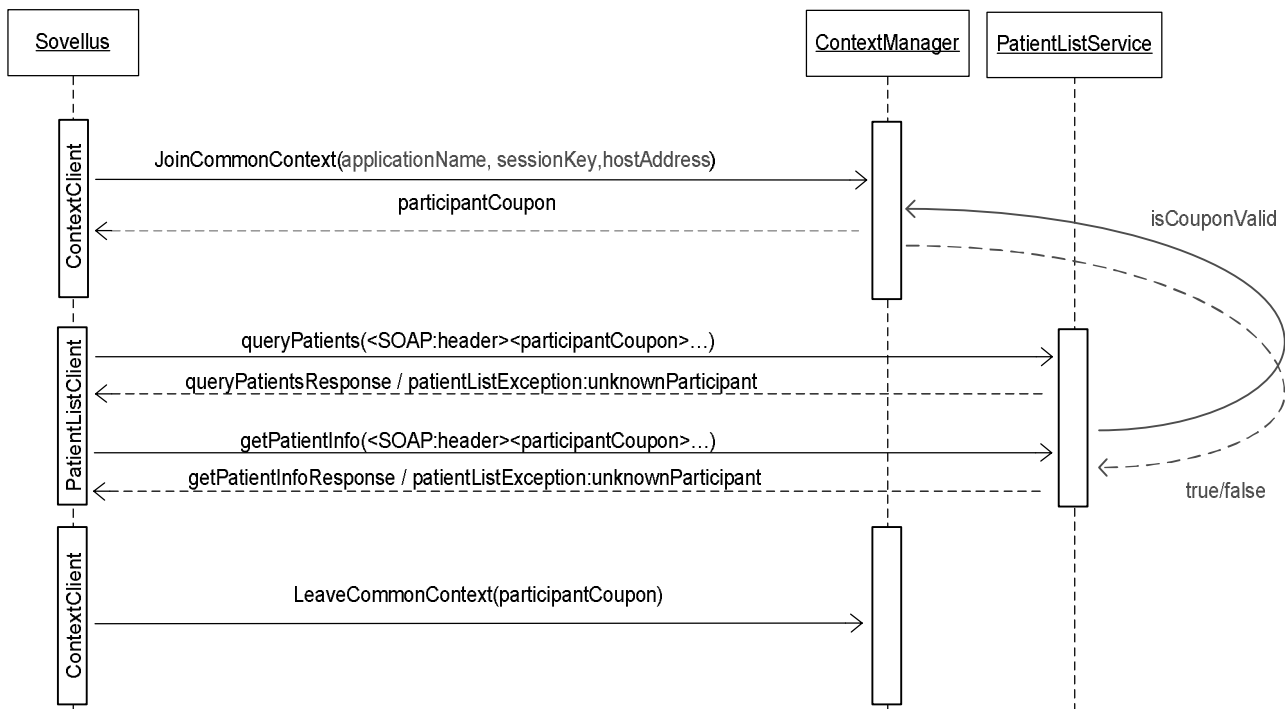 Sovellus
ContextManager
PatientListService
ContextClient
JoinCommonContext(applicationName, sessionKey,hostAddress)
participantCoupon
isCouponValid
PatientListClient
queryPatients(<SOAP:header><participantCoupon>…)
queryPatientsResponse / patientListException:unknownParticipant
getPatientInfo(<SOAP:header><participantCoupon>…)
getPatientInfoResponse / patientListException:unknownParticipant
true/false
ContextClient
LeaveCommonContext(participantCoupon)